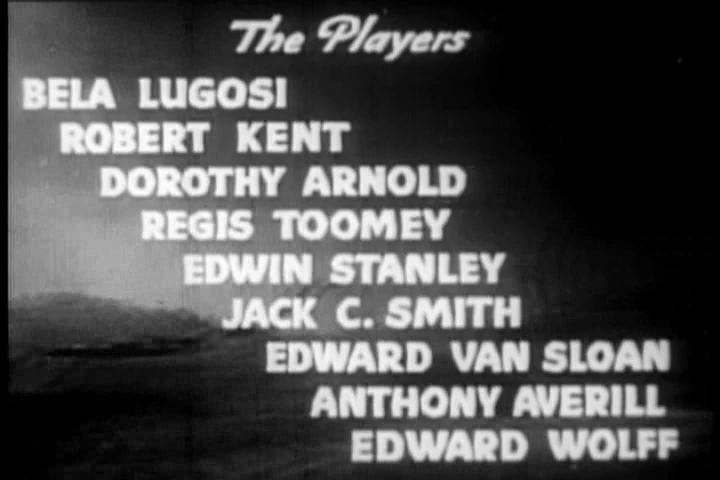 The Players
BELA LUGOSI
ROBERT KENT
DOROTHY ARNOLD
REGIS TOOMEY
EDWIN STANLEY
JACK C. SMITH
EDWARD VAN SLOAN
ANTHONY AVERILL
EDWARD WOLFF